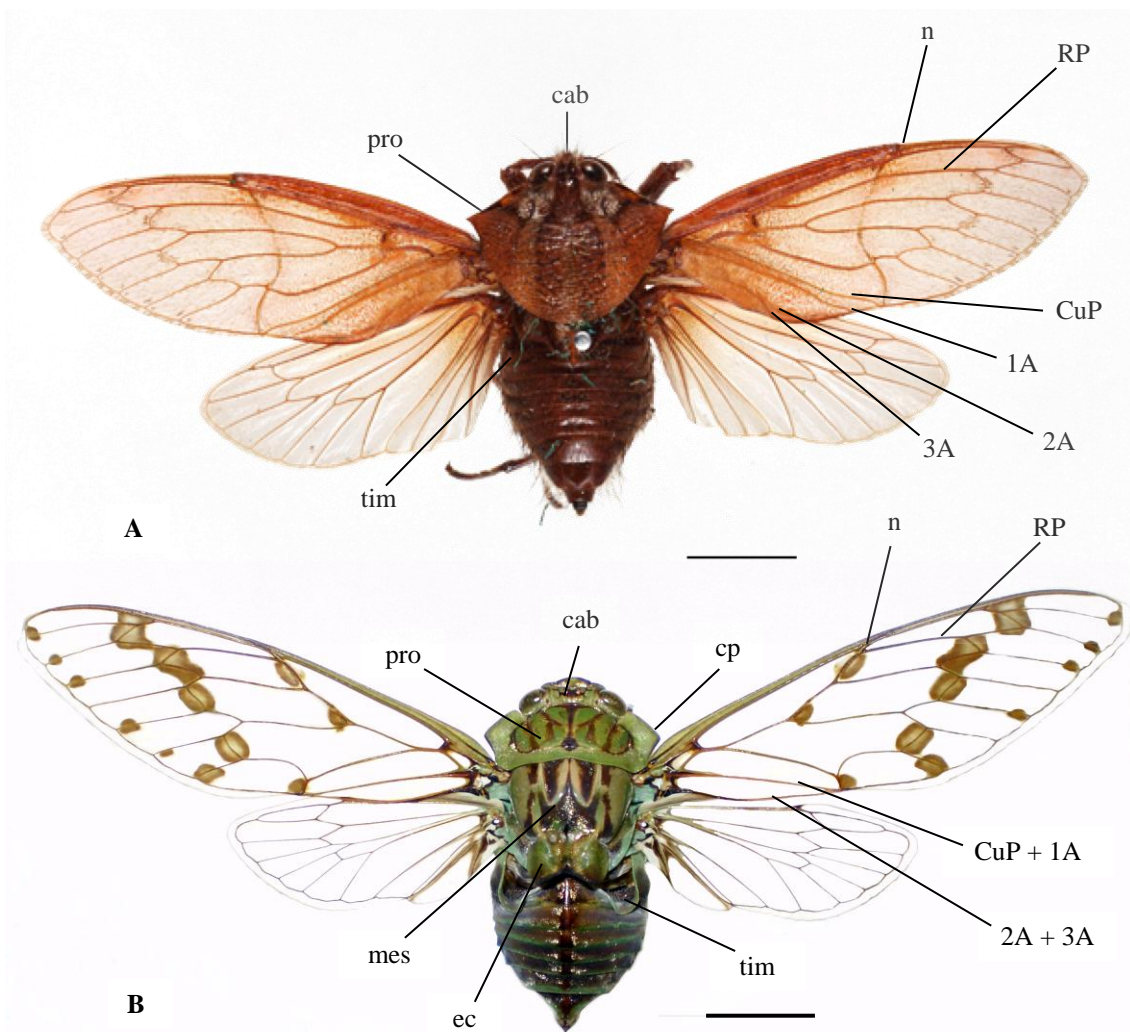 n
RP
cab
pro
CuP
1A
2A
3A
tim
A
n
RP
cab
pro
cp
CuP + 1A
2A + 3A
mes
tim
ec
B